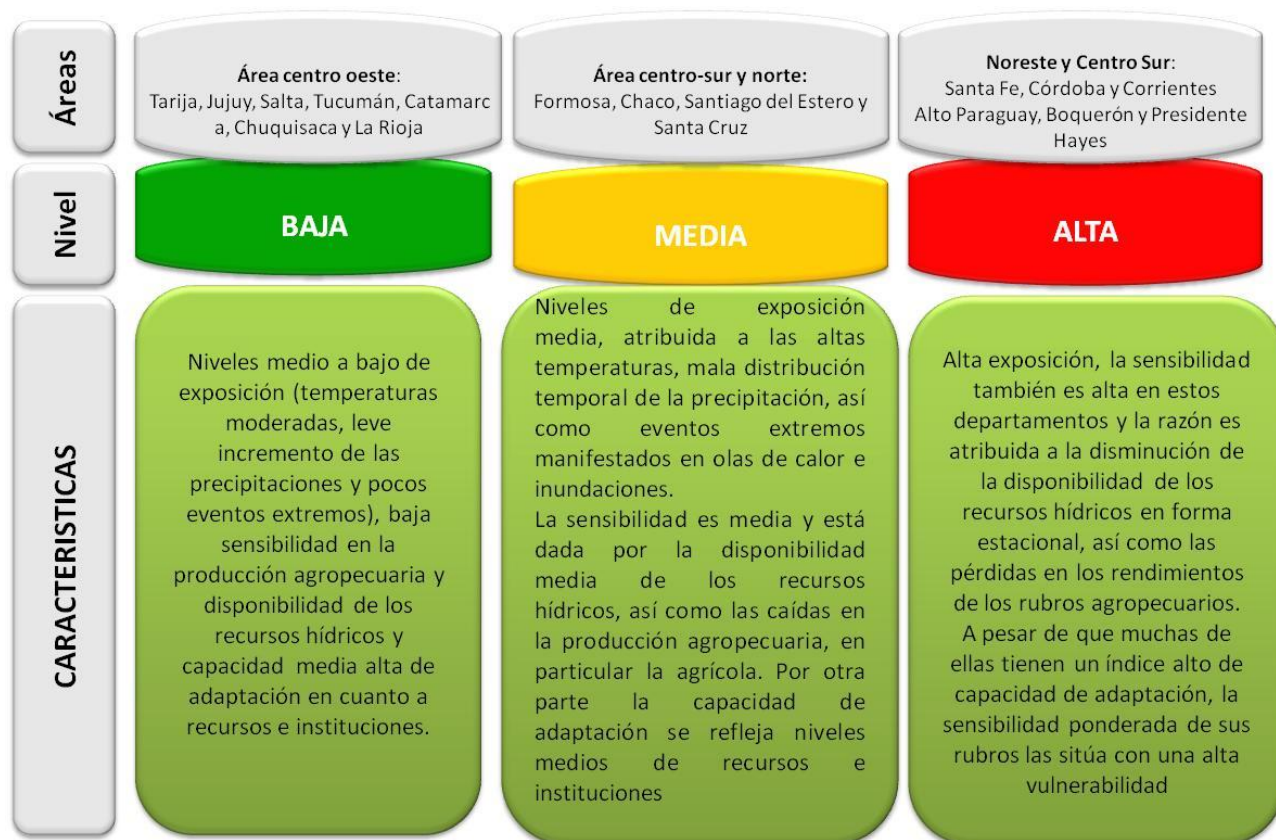 Áreas
Área centro oeste:
Tarija, Jujuy, Salta, Tucumán, Catamarc
a, Chuquisaca y La Rioja
Área centro-sur y norte:
Formosa, Chaco, Santiago del Estero y
Santa Cruz
Noreste y Centro Sur:
Santa Fe, Córdoba y Corrientes
Alto Paraguay, Boquerón y Presidente
Hayes
Nivel
BAJA
MEDIA
ALTA
CARACTERISTICAS
Niveles medio a bajo de
exposición (temperaturas
moderadas, leve
incremento de las
precipitaciones y pocos
eventos extremos), baja
sensibilidad en la
producción agropecuaria y
disponibilidad de los
recursos hídricos y
capacidad media alta de
adaptación en cuanto a
recursos e instituciones.
Niveles de exposición
media, atribuida a las altas
temperaturas, mala distribución
temporal de la precipitación, así
como eventos extremos
manifestados en olas de calor e
inundaciones.
La sensibilidad es media y está
dada por la disponibilidad
media de los recursos
hídricos, así como las caídas en
la producción agropecuaria, en
particular la agrícola. Por otra
parte la capacidad de
adaptación se refleja niveles
medios de recursos e
instituciones
Alta exposición, la sensibilidad
también es alta en estos
departamentos y la razón es
atribuida a la disminución de
la disponibilidad de los
recursos hídricos en forma
estacional, así como las
pérdidas en los rendimientos
de los rubros agropecuarios.
A pesar de que muchas de
ellas tienen un índice alto de
capacidad de adaptación, la
sensibilidad ponderada de sus
rubros las sitúa con una alta
vulnerabilidad